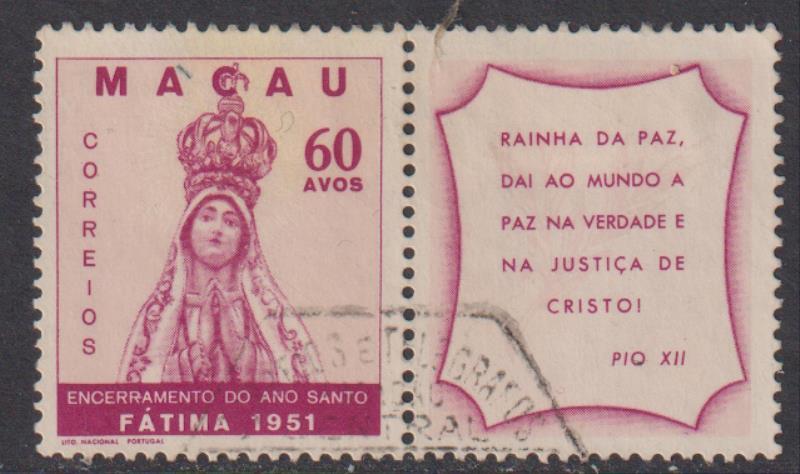 MACAU
CORREIOS
60
AVOS
ENCERRAMENTO DO ANO SANTO
FÁTIMA 1951
LITO. NACIONAL PORTUGAL
RAINHA DA PAZ,
DAI AO MUNDO A
PAZ NA VERDADE E
NA JUSTIÇA DE
CRISTO!
PIO XII
CENTRAL